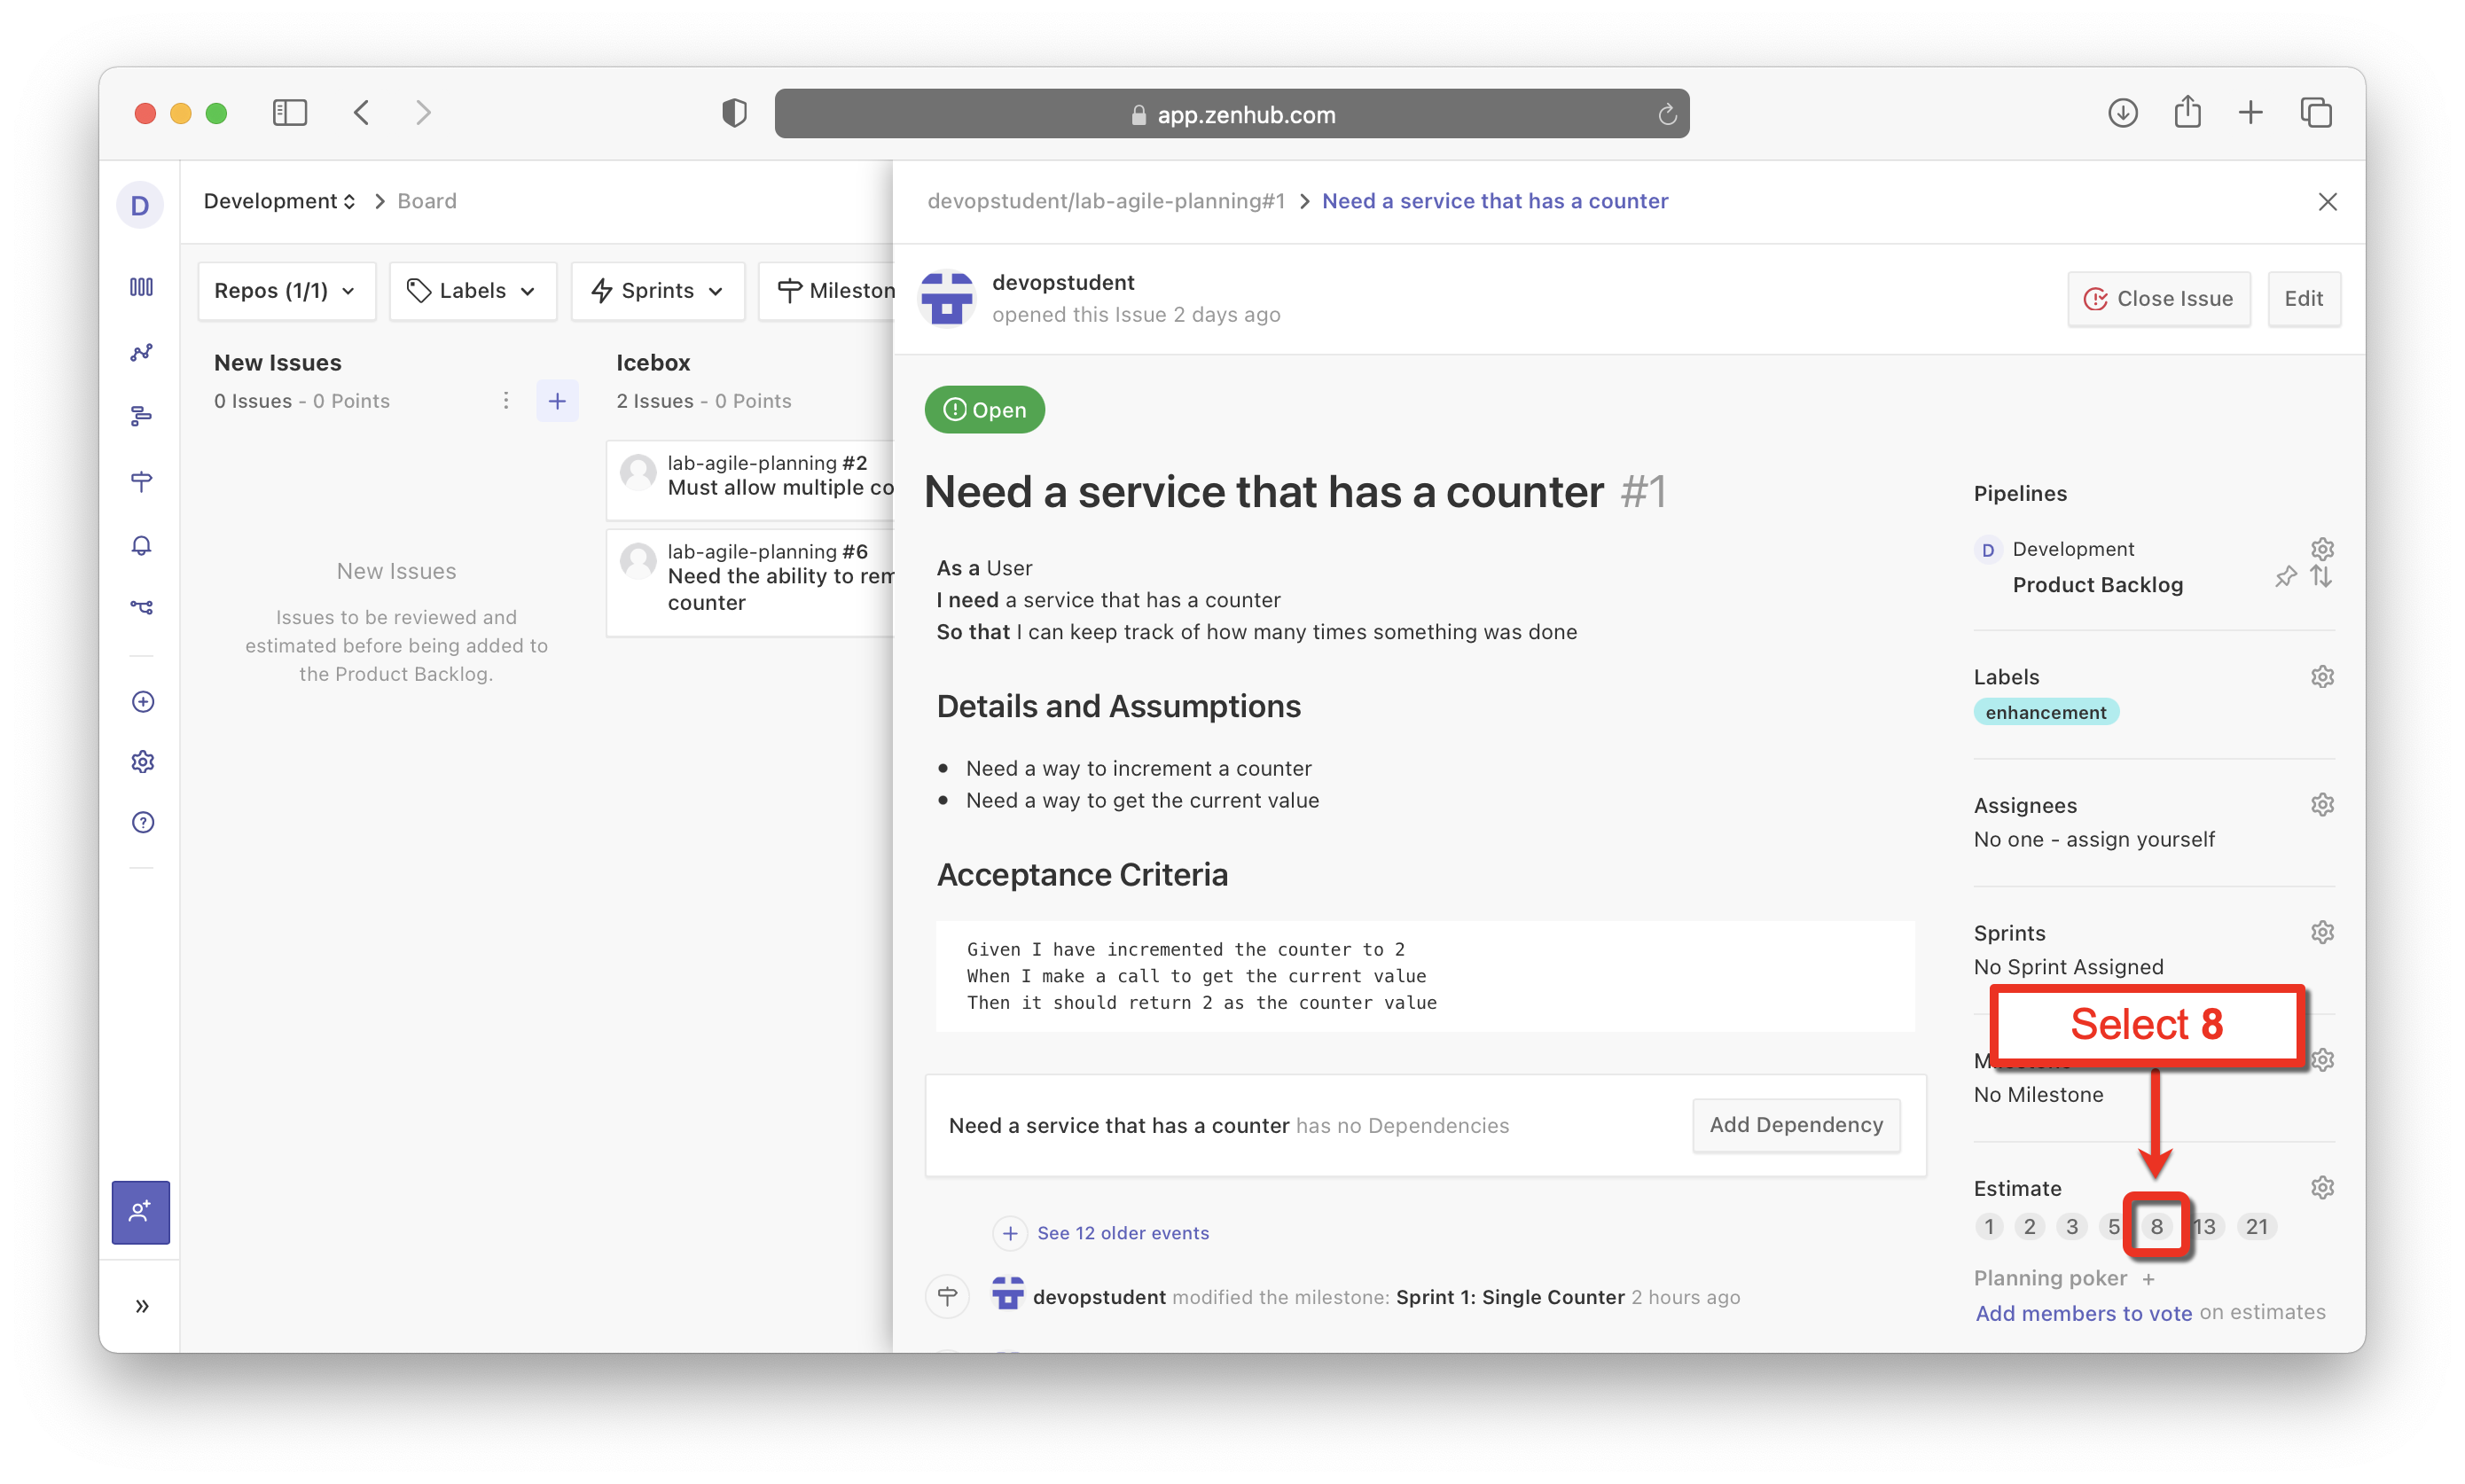 app.zenhub.com
D
Development > Board
Repos (1/1)
Labels
Sprints
Mileston
New Issues
0 Issues - 0 Points
New Issues
Issues to be reviewed and
estimated before being added to
the Product Backlog.
Icebox
2 Issues - 0 Points
lab-agile-planning #2
Must allow multiple co
lab-agile-planning #6
Need the ability to rem
counter
devopstudent/lab-agile-planning#1 > Need a service that has a counter
devopstudent
opened this Issue 2 days ago
Close Issue
Edit
Open
Need a service that has a counter #1
As a User
I need a service that has a counter
So that I can keep track of how many times something was done
Details and Assumptions
• Need a way to increment a counter
• Need a way to get the current value
Acceptance Criteria
Given I have incremented the counter to 2
When I make a call to get the current value
Then it should return 2 as the counter value
Need a service that has a counter has no Dependencies
Add Dependency
+ See 12 older events
devopstudent modified the milestone: Sprint 1: Single Counter 2 hours ago
Pipelines
D Development
Product Backlog
Labels
enhancement
Assignees
No one - assign yourself
Sprints
No Sprint Assigned
Select 8
No Milestone
Estimate
1 2 3 5 8 13 21
Planning poker +
Add members to vote on estimates